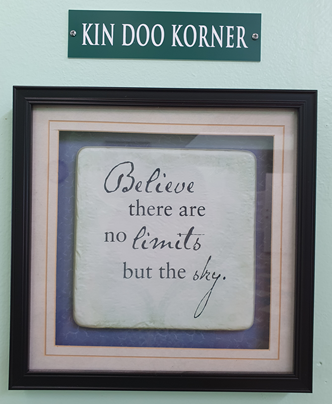 KIN DOO KORNER
Believe
there are
no limits
but the sky.